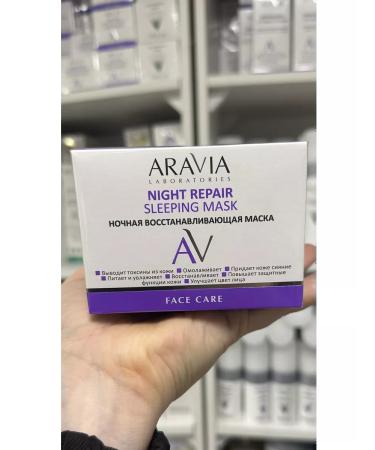 ARAVIA
LABORATORIES
NIGHT REPAIR
SLEEPING MASK
НОЧНАЯ ВОССТАНАВЛИВАЮЩАЯ МАСКА
AV
■ Выводит токсины из кожи ■ Омолаживает ■ Придает коже сияние
■ Питает и увлажняет ■ Восстанавливает ■ Повышает защитные
функции кожи ■ Улучшает цвет лица
FACE CARE